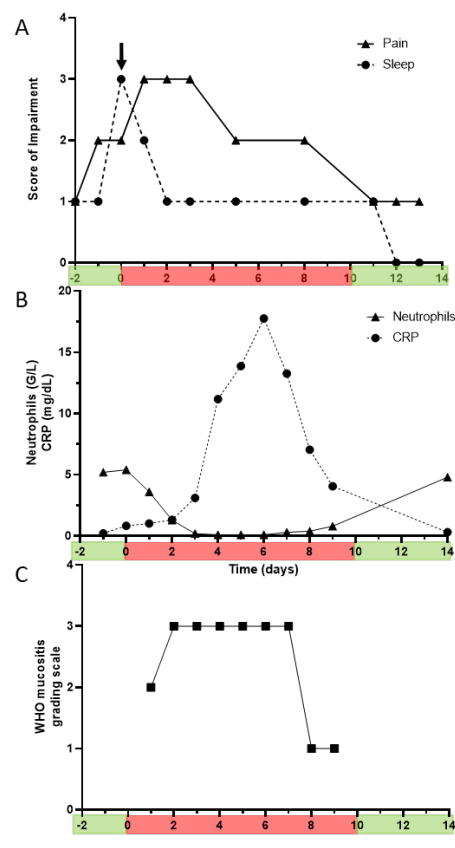 A
4
3
2
1
0
Score of Impairment
Pain
Sleep
-2 0 2 4 6 8 10 12 14
B
20
15
10
5
0
Neutrophils (G/L)
CRP (mg/dL)
Neutrophils
CRP
-2 0 2 4 6 8 10 12 14
Time (days)
C
4
3
2
1
0
WHO mucositis
grading scale
-2 0 2 4 6 8 10 12 14